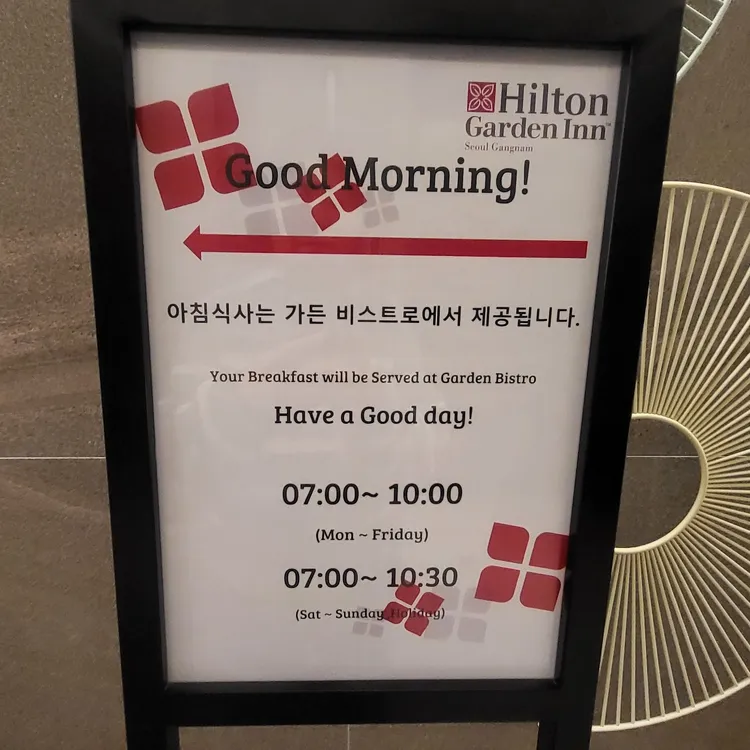 Hilton
Garden Inn™
Seoul Gangnam
Good Morning!
아침식사는 가든 비스트로에서 제공됩니다.
Your Breakfast will be Served at Garden Bistro
Have a Good day!
07:00~ 10:00
(Mon ~ Friday)
07:00~ 10:30
(Sat ~ Sunday, Holiday)